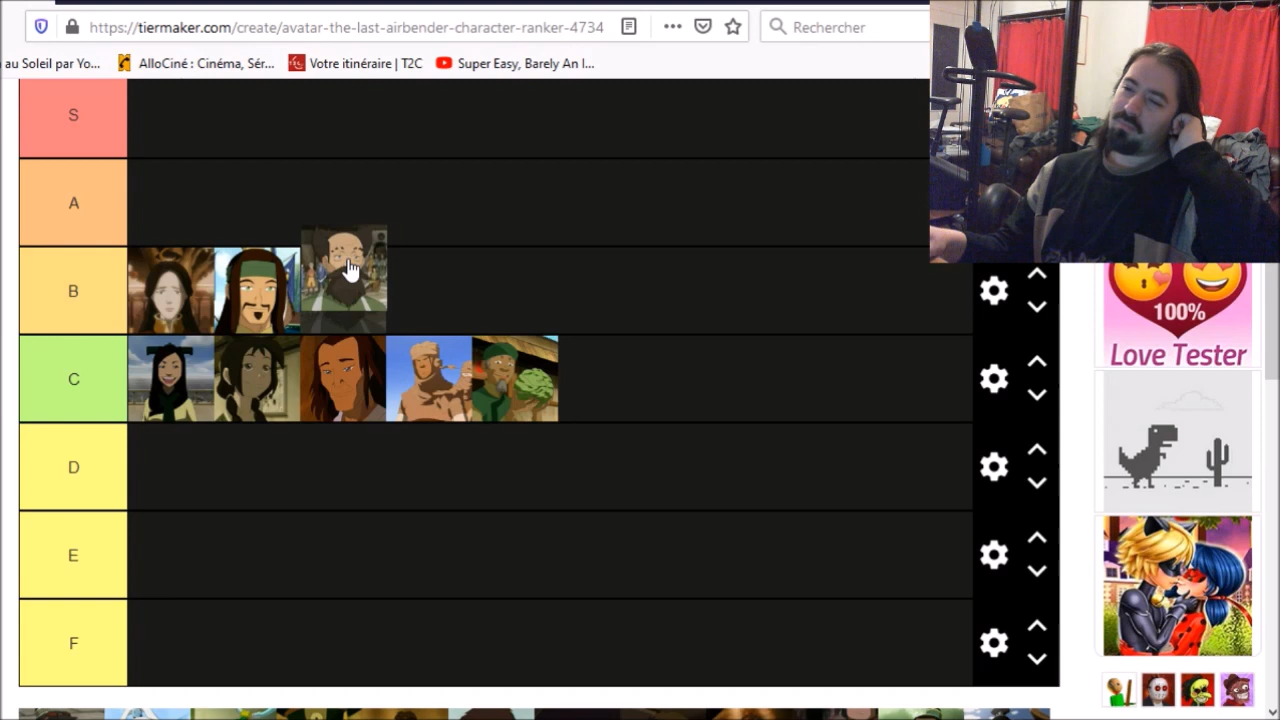 https://tiermaker.com/create/avatar-the-last-airbender-character-ranker-4734
Rechercher
au Soleil par Yo...
AlloCiné : Cinéma, Sér...
Votre itinéraire | T2C
Super Easy, Barely An I...
S
A
B
C
D
E
F
100%
Love Tester